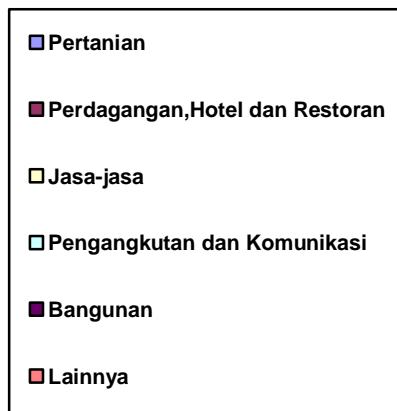 Pertanian
Perdagangan,Hotel dan Restoran
Jasa-jasa
Pengangkutan dan Komunikasi
Bangunan
Lainnya